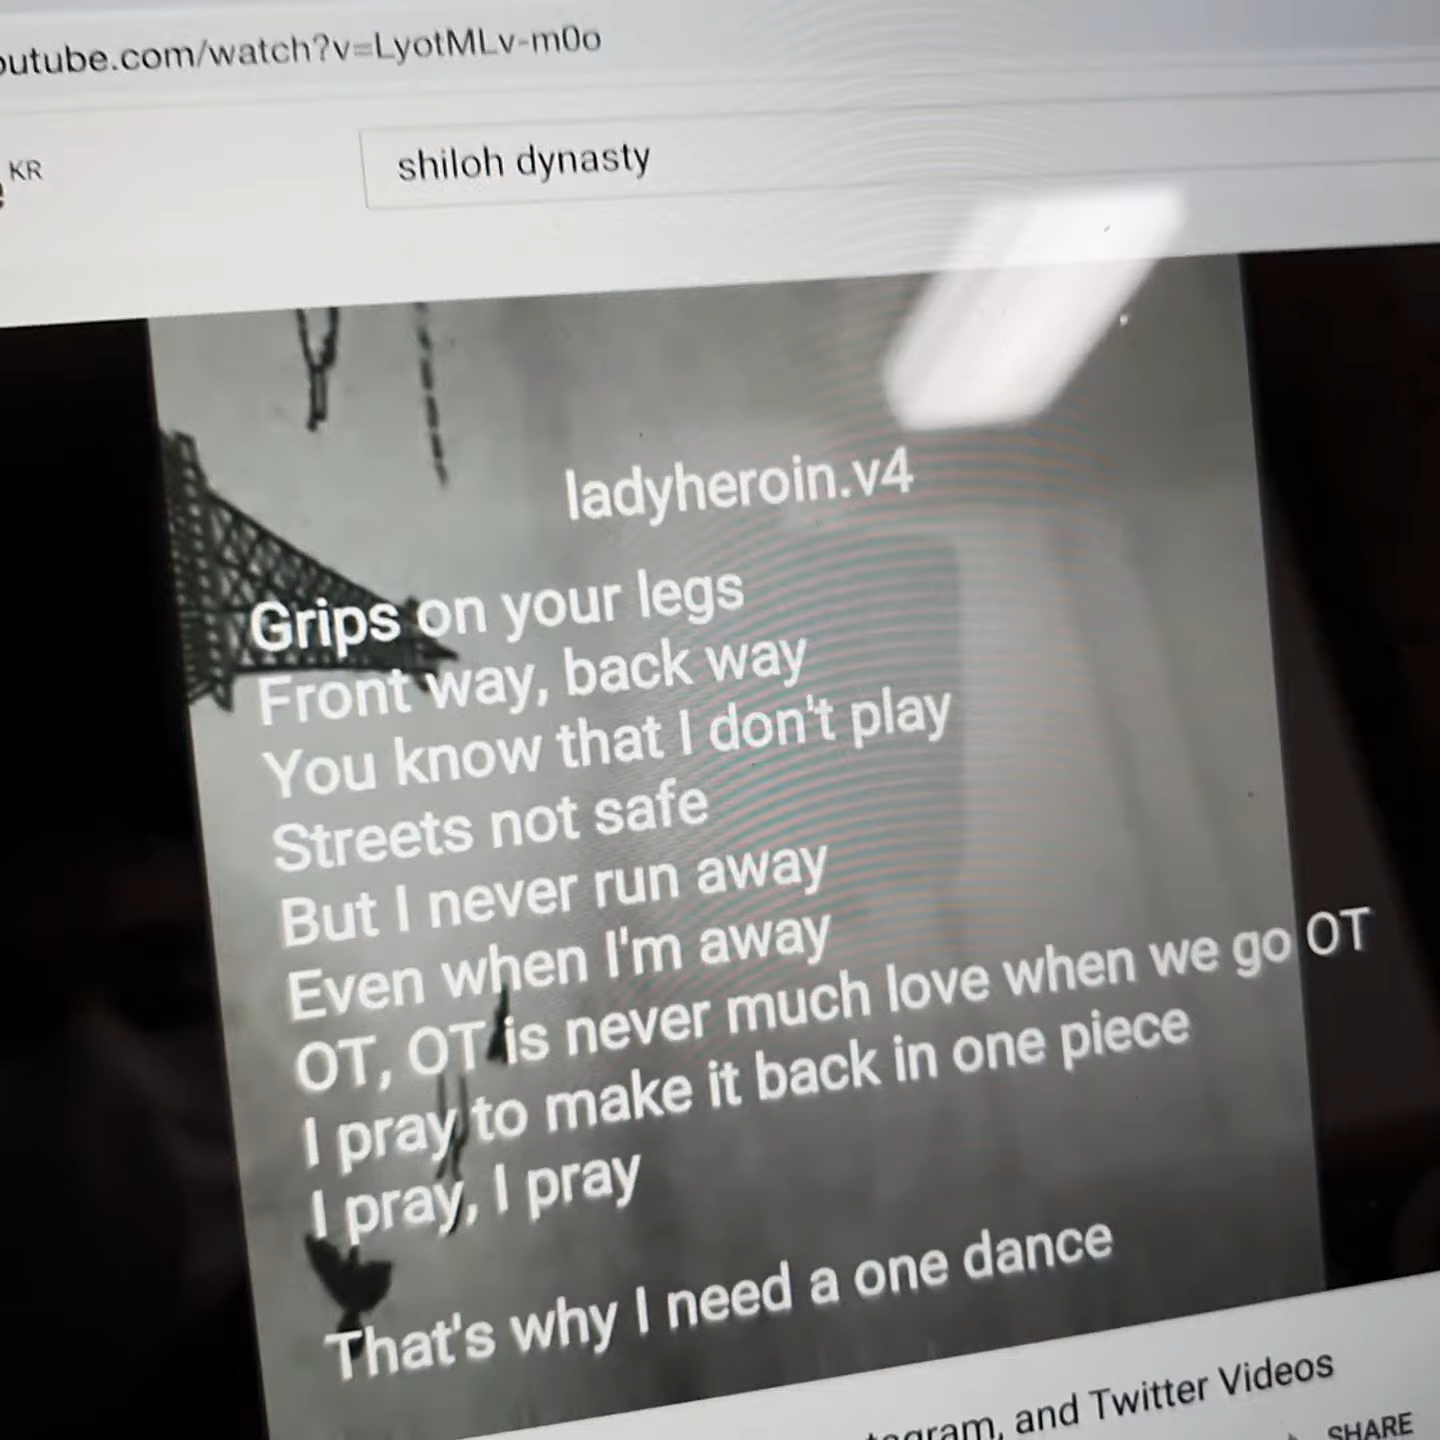 outube.com/watch?v=LyotMLv-m0o
KR
shiloh dynasty
ladyheroin.v4
Grips on your legs
Front way, back way
You know that I don't play
Streets not safe
But I never run away
Even when I'm away
OT, OT is never much love when we go OT
I pray to make it back in one piece
I pray, I pray
That's why I need a one dance
and Twitter Videos
SHARE